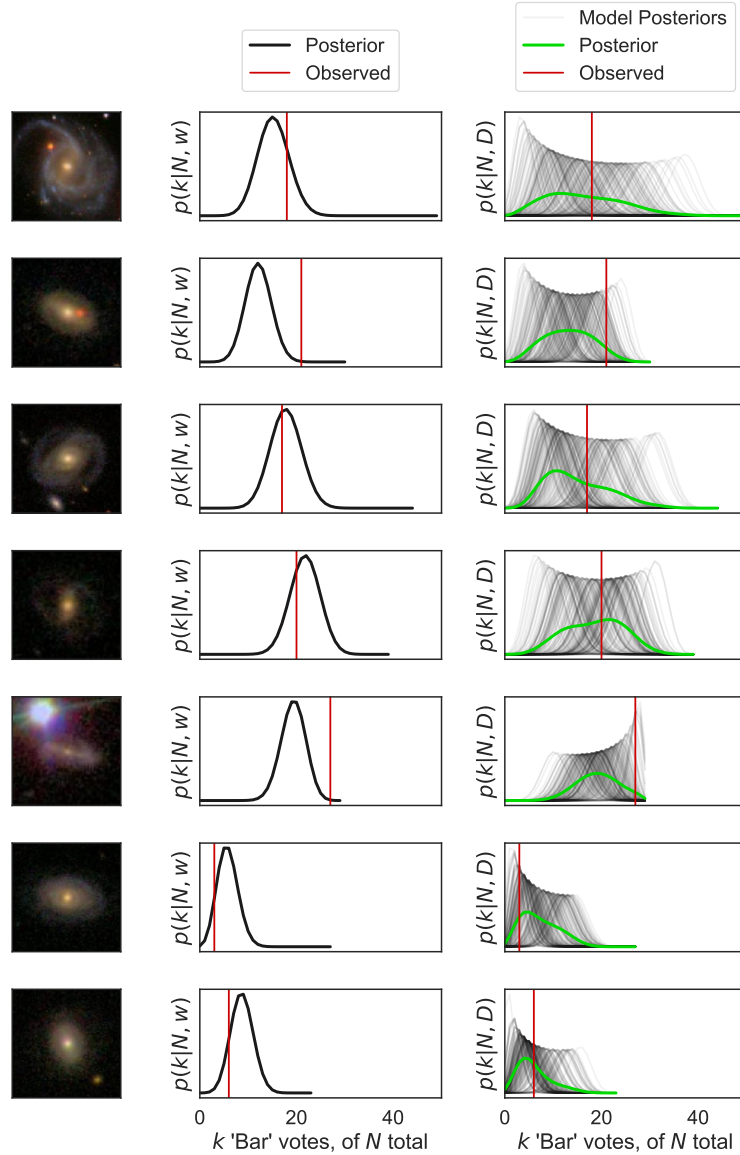 Posterior
Observed
Model Posteriors
Posterior
Observed
p(k|N, w)
p(k|N, D)
p(k|N, w)
p(k|N, D)
p(k|N, w)
p(k|N, D)
p(k|N, w)
p(k|N, D)
p(k|N, w)
p(k|N, D)
p(k|N, w)
p(k|N, D)
p(k|N, w)
p(k|N, D)
0 20 40
0 20 40
k 'Bar' votes, of N total
k 'Bar' votes, of N total